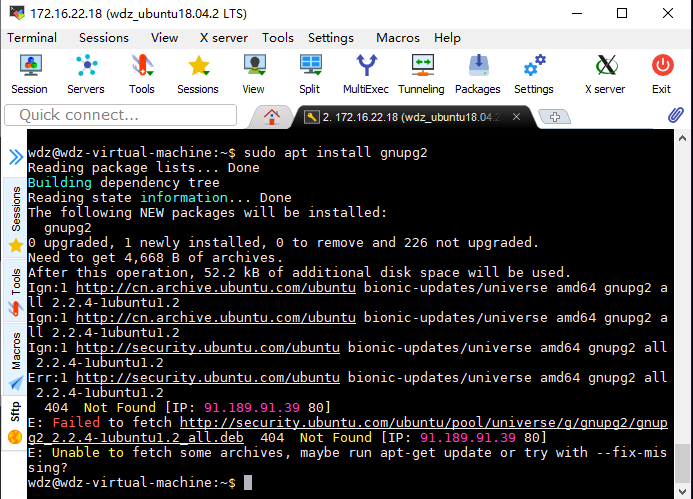 172.16.22.18 (wdz_ubuntu18.04.2 LTS)
Terminal Sessions View X server Tools Settings Macros Help
Session Servers Tools Sessions View Split MultiExec Tunneling Packages Settings X server Exit
Quick connect...
2. 172.16.22.18 (wdz_ubuntu18.04.2
Sessions
Tools
Macros
Sftp
wdz@wdz-virtual-machine:~$ sudo apt install gnupg2
Reading package lists... Done
Building dependency tree
Reading state information... Done
The following NEW packages will be installed:
  gnupg2
0 upgraded, 1 newly installed, 0 to remove and 226 not upgraded.
Need to get 4,668 B of archives.
After this operation, 52.2 kB of additional disk space will be used.
Ign:1 http://cn.archive.ubuntu.com/ubuntu bionic-updates/universe amd64 gnupg2 a
ll 2.2.4-1ubuntu1.2
Ign:1 http://cn.archive.ubuntu.com/ubuntu bionic-updates/universe amd64 gnupg2 a
ll 2.2.4-1ubuntu1.2
Ign:1 http://security.ubuntu.com/ubuntu bionic-updates/universe amd64 gnupg2 all
 2.2.4-1ubuntu1.2
Err:1 http://security.ubuntu.com/ubuntu bionic-updates/universe amd64 gnupg2 all
 2.2.4-1ubuntu1.2
  404  Not Found [IP: 91.189.91.39 80]
E: Failed to fetch http://security.ubuntu.com/ubuntu/pool/universe/g/gnupg2/gnup
g2_2.2.4-1ubuntu1.2_all.deb  404  Not Found [IP: 91.189.91.39 80]
E: Unable to fetch some archives, maybe run apt-get update or try with --fix-mis
sing?
wdz@wdz-virtual-machine:~$